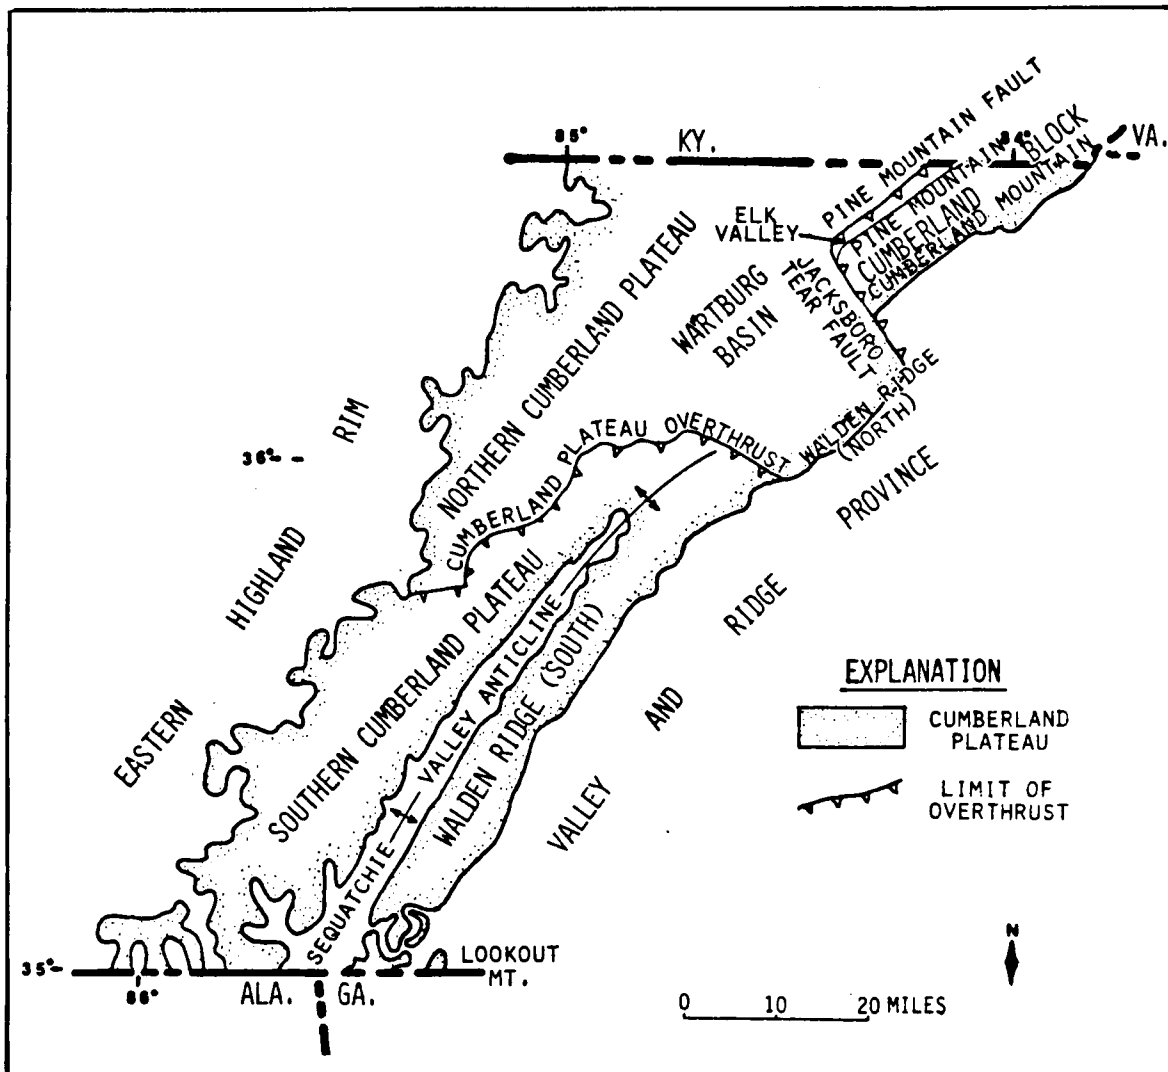 PINE MOUNTAIN FAULT
85°
KY.
84°
VA.
PINE MOUNTAIN
BLOCK
CUMBERLAND
CUMBERLAND MOUNTAIN
ELK
VALLEY
JACKSBORO
TEAR FAULT
WARTBURG
BASIN
NORTHERN CUMBERLAND PLATEAU
WALDEN RIDGE
(NORTH)
36°
EASTERN HIGHLAND RIM
CUMBERLAND PLATEAU OVERTHRUST
VALLEY AND RIDGE PROVINCE
SOUTHERN CUMBERLAND PLATEAU
SEQUATCHIE VALLEY ANTICLINE
WALDEN RIDGE (SOUTH)
EXPLANATION
CUMBERLAND
PLATEAU
LIMIT OF
OVERTHRUST
N
35°
86°
ALA.
GA.
LOOKOUT
MT.
0 10 20 MILES